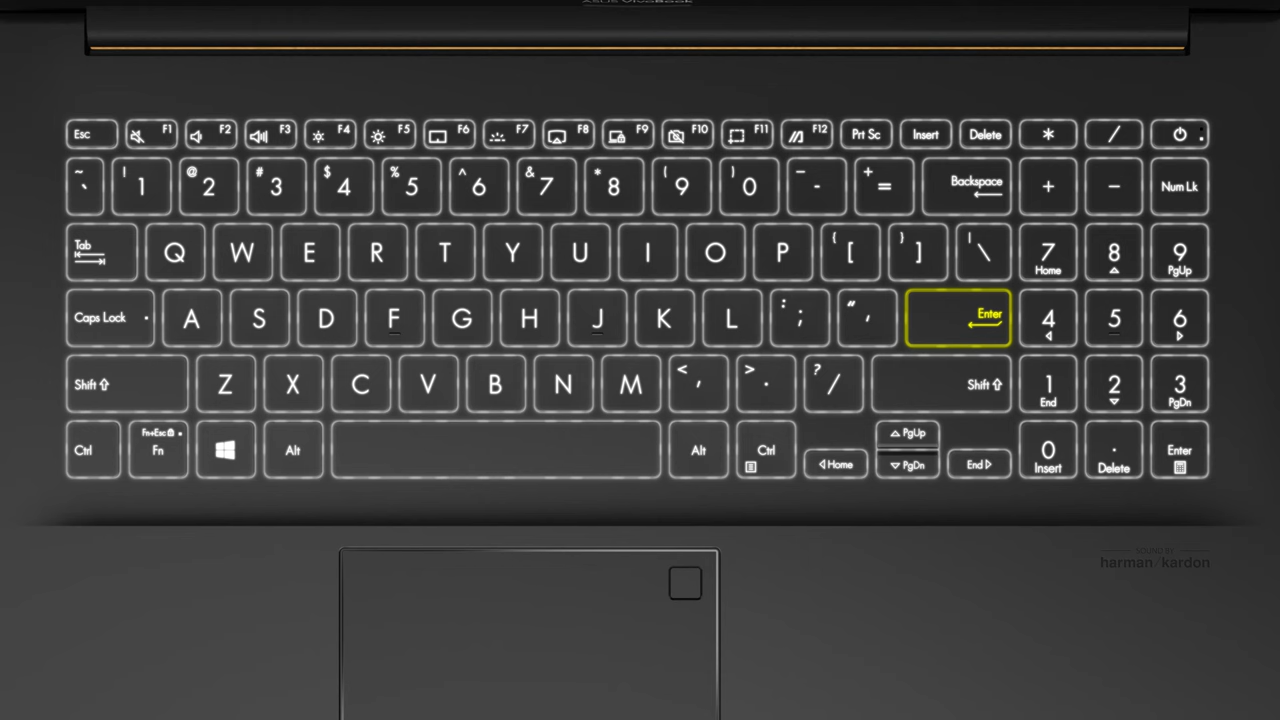 Esc F1 F2 F3 F4 F5 F6 F7 F8 F9 F10 F11 F12 Prt Sc Insert Delete * /
~ ` ! 1 @ 2 # 3 $ 4 % 5 ^ 6 & 7 * 8 ( 9 ) 0 _ - + = Backspace + - Num Lk
Tab Q W E R T Y U I O P { [ } ] | \ 7 Home 8 9 PgUp
Caps Lock A S D F G H J K L : ; " ' Enter 4 5 6
Shift Z X C V B N M < , > . ? / Shift 1 End 2 3 PgDn
Ctrl Fn+Esc Fn Alt Alt Ctrl Home PgUp PgDn End 0 Insert . Delete Enter
SOUND BY
harman/kardon